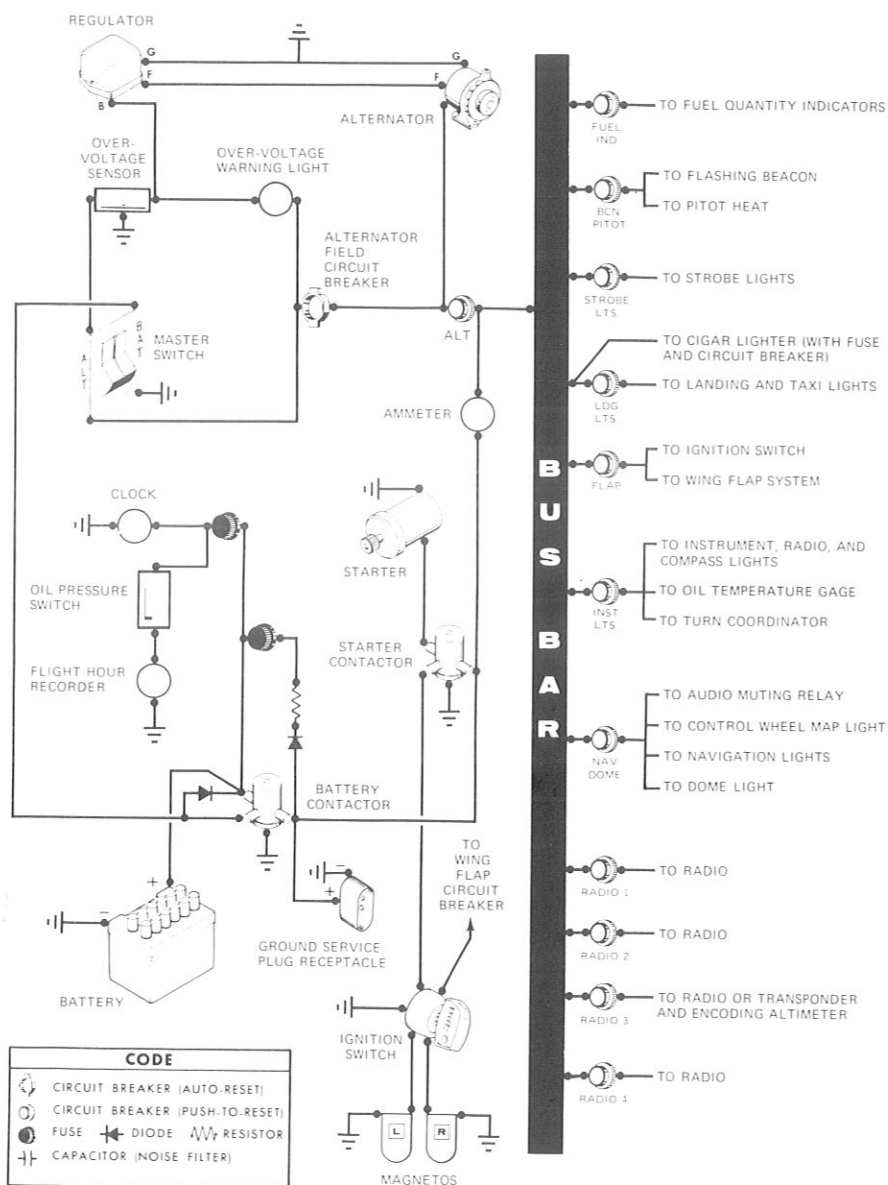 REGULATOR
G
F
B
G
F
ALTERNATOR
OVER-
VOLTAGE
SENSOR
OVER-VOLTAGE
WARNING LIGHT
ALTERNATOR
FIELD
CIRCUIT
BREAKER
ALT
BAT
ALT
MASTER
SWITCH
AMMETER
CLOCK
OIL PRESSURE
SWITCH
FLIGHT HOUR
RECORDER
STARTER
STARTER
CONTACTOR
BATTERY
CONTACTOR
+
-
BATTERY
-
+
GROUND SERVICE
PLUG RECEPTACLE
TO
WING
FLAP
CIRCUIT
BREAKER
IGNITION
SWITCH
L
R
MAGNETOS
BUS BAR
FUEL
IND
TO FUEL QUANTITY INDICATORS
BCN
PITOT
TO FLASHING BEACON
TO PITOT HEAT
STROBE
LTS.
TO STROBE LIGHTS
TO CIGAR LIGHTER (WITH FUSE
AND CIRCUIT BREAKER)
LDG
LTS
TO LANDING AND TAXI LIGHTS
FLAP
TO IGNITION SWITCH
TO WING FLAP SYSTEM
INST
LTS.
TO INSTRUMENT, RADIO, AND
COMPASS LIGHTS
TO OIL TEMPERATURE GAGE
TO TURN COORDINATOR
NAV
DOME
TO AUDIO MUTING RELAY
TO CONTROL WHEEL MAP LIGHT
TO NAVIGATION LIGHTS
TO DOME LIGHT
RADIO 1
TO RADIO
RADIO 2
TO RADIO
RADIO 3
TO RADIO OR TRANSPONDER
AND ENCODING ALTIMETER
RADIO 4
TO RADIO
CODE
CIRCUIT BREAKER (AUTO-RESET)
CIRCUIT BREAKER (PUSH-TO-RESET)
FUSE DIODE RESISTOR
CAPACITOR (NOISE FILTER)